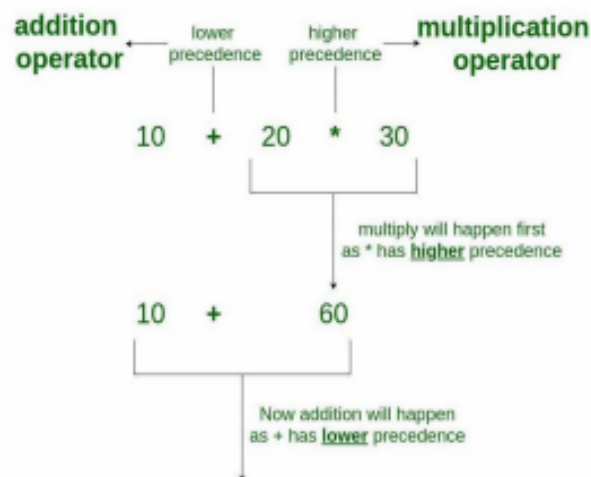 addition
operator
lower
precedence
higher
precedence
multiplication
operator
10 + 20 * 30
multiply will happen first
as * has higher precedence
10 + 60
Now addition will happen
as + has lower precedence